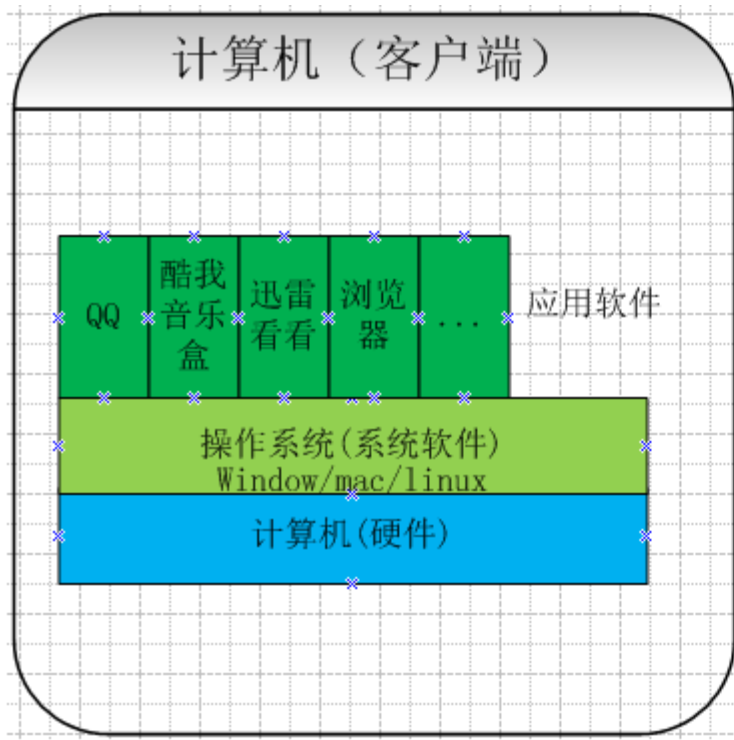 计算机（客户端）
QQ
酷我
音乐
盒
迅雷
看看
浏览
器
...
应用软件
操作系统(系统软件)
Window/mac/linux
计算机(硬件)